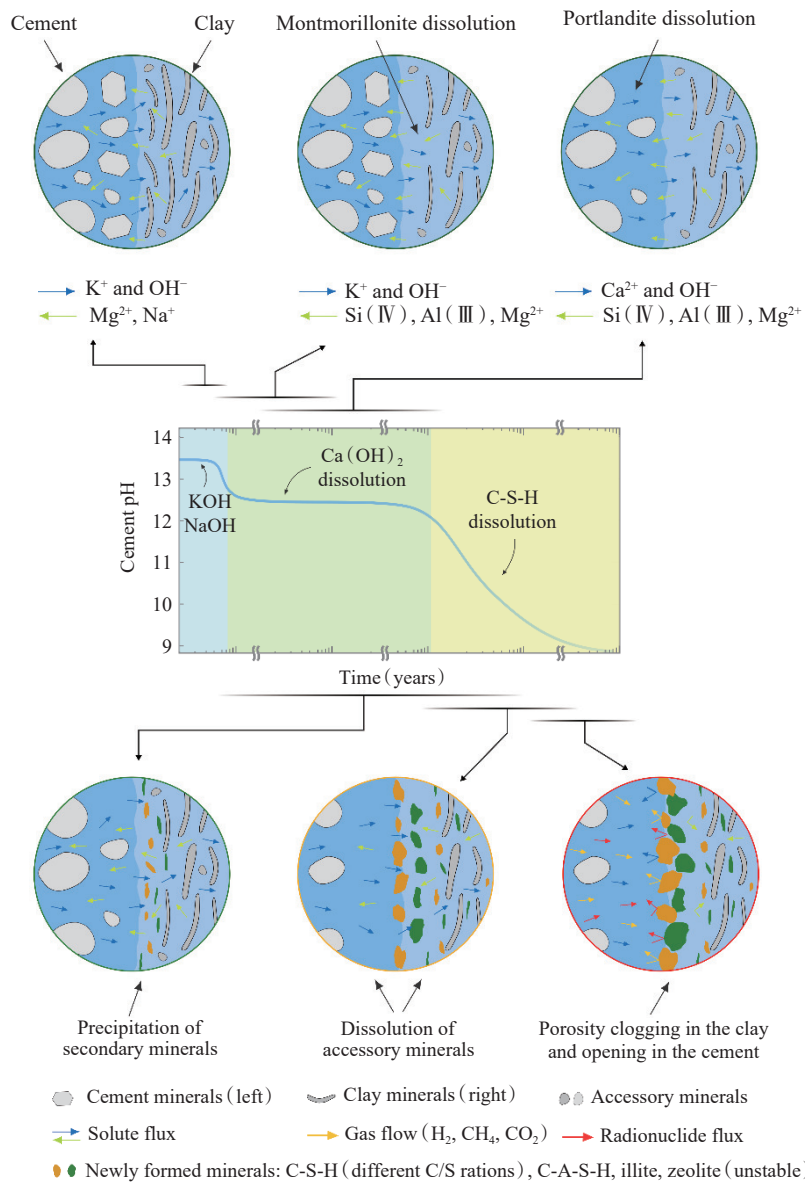 Cement
Clay
Montmorillonite dissolution
Portlandite dissolution
K⁺ and OH⁻
Mg²⁺, Na⁺
K⁺ and OH⁻
Si(Ⅳ), Al(Ⅲ), Mg²⁺
Ca²⁺ and OH⁻
Si(Ⅳ), Al(Ⅲ), Mg²⁺
Cement pH
14
13
12
11
10
9
KOH
NaOH
Ca(OH)₂
dissolution
C-S-H
dissolution
Time(years)
Precipitation of
secondary minerals
Dissolution of
accessory minerals
Porosity clogging in the clay
and opening in the cement
Cement minerals(left)
Clay minerals(right)
Accessory minerals
Solute flux
Gas flow(H₂, CH₄, CO₂)
Radionuclide flux
Newly formed minerals: C-S-H(different C/S rations), C-A-S-H, illite, zeolite(unstable)